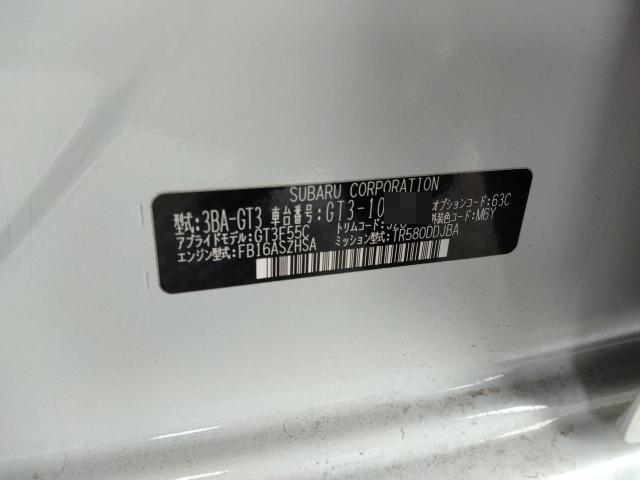 SUBARU CORPORATION
型式:3BA-GT3 車台番号:GT3-10 オプションコード:63C
アプライドモデル:GT3F55C トリムコード: 外装色コード:M6Y
エンジン型式:FB16ASZHSA ミッション型式:TR580DDJBA